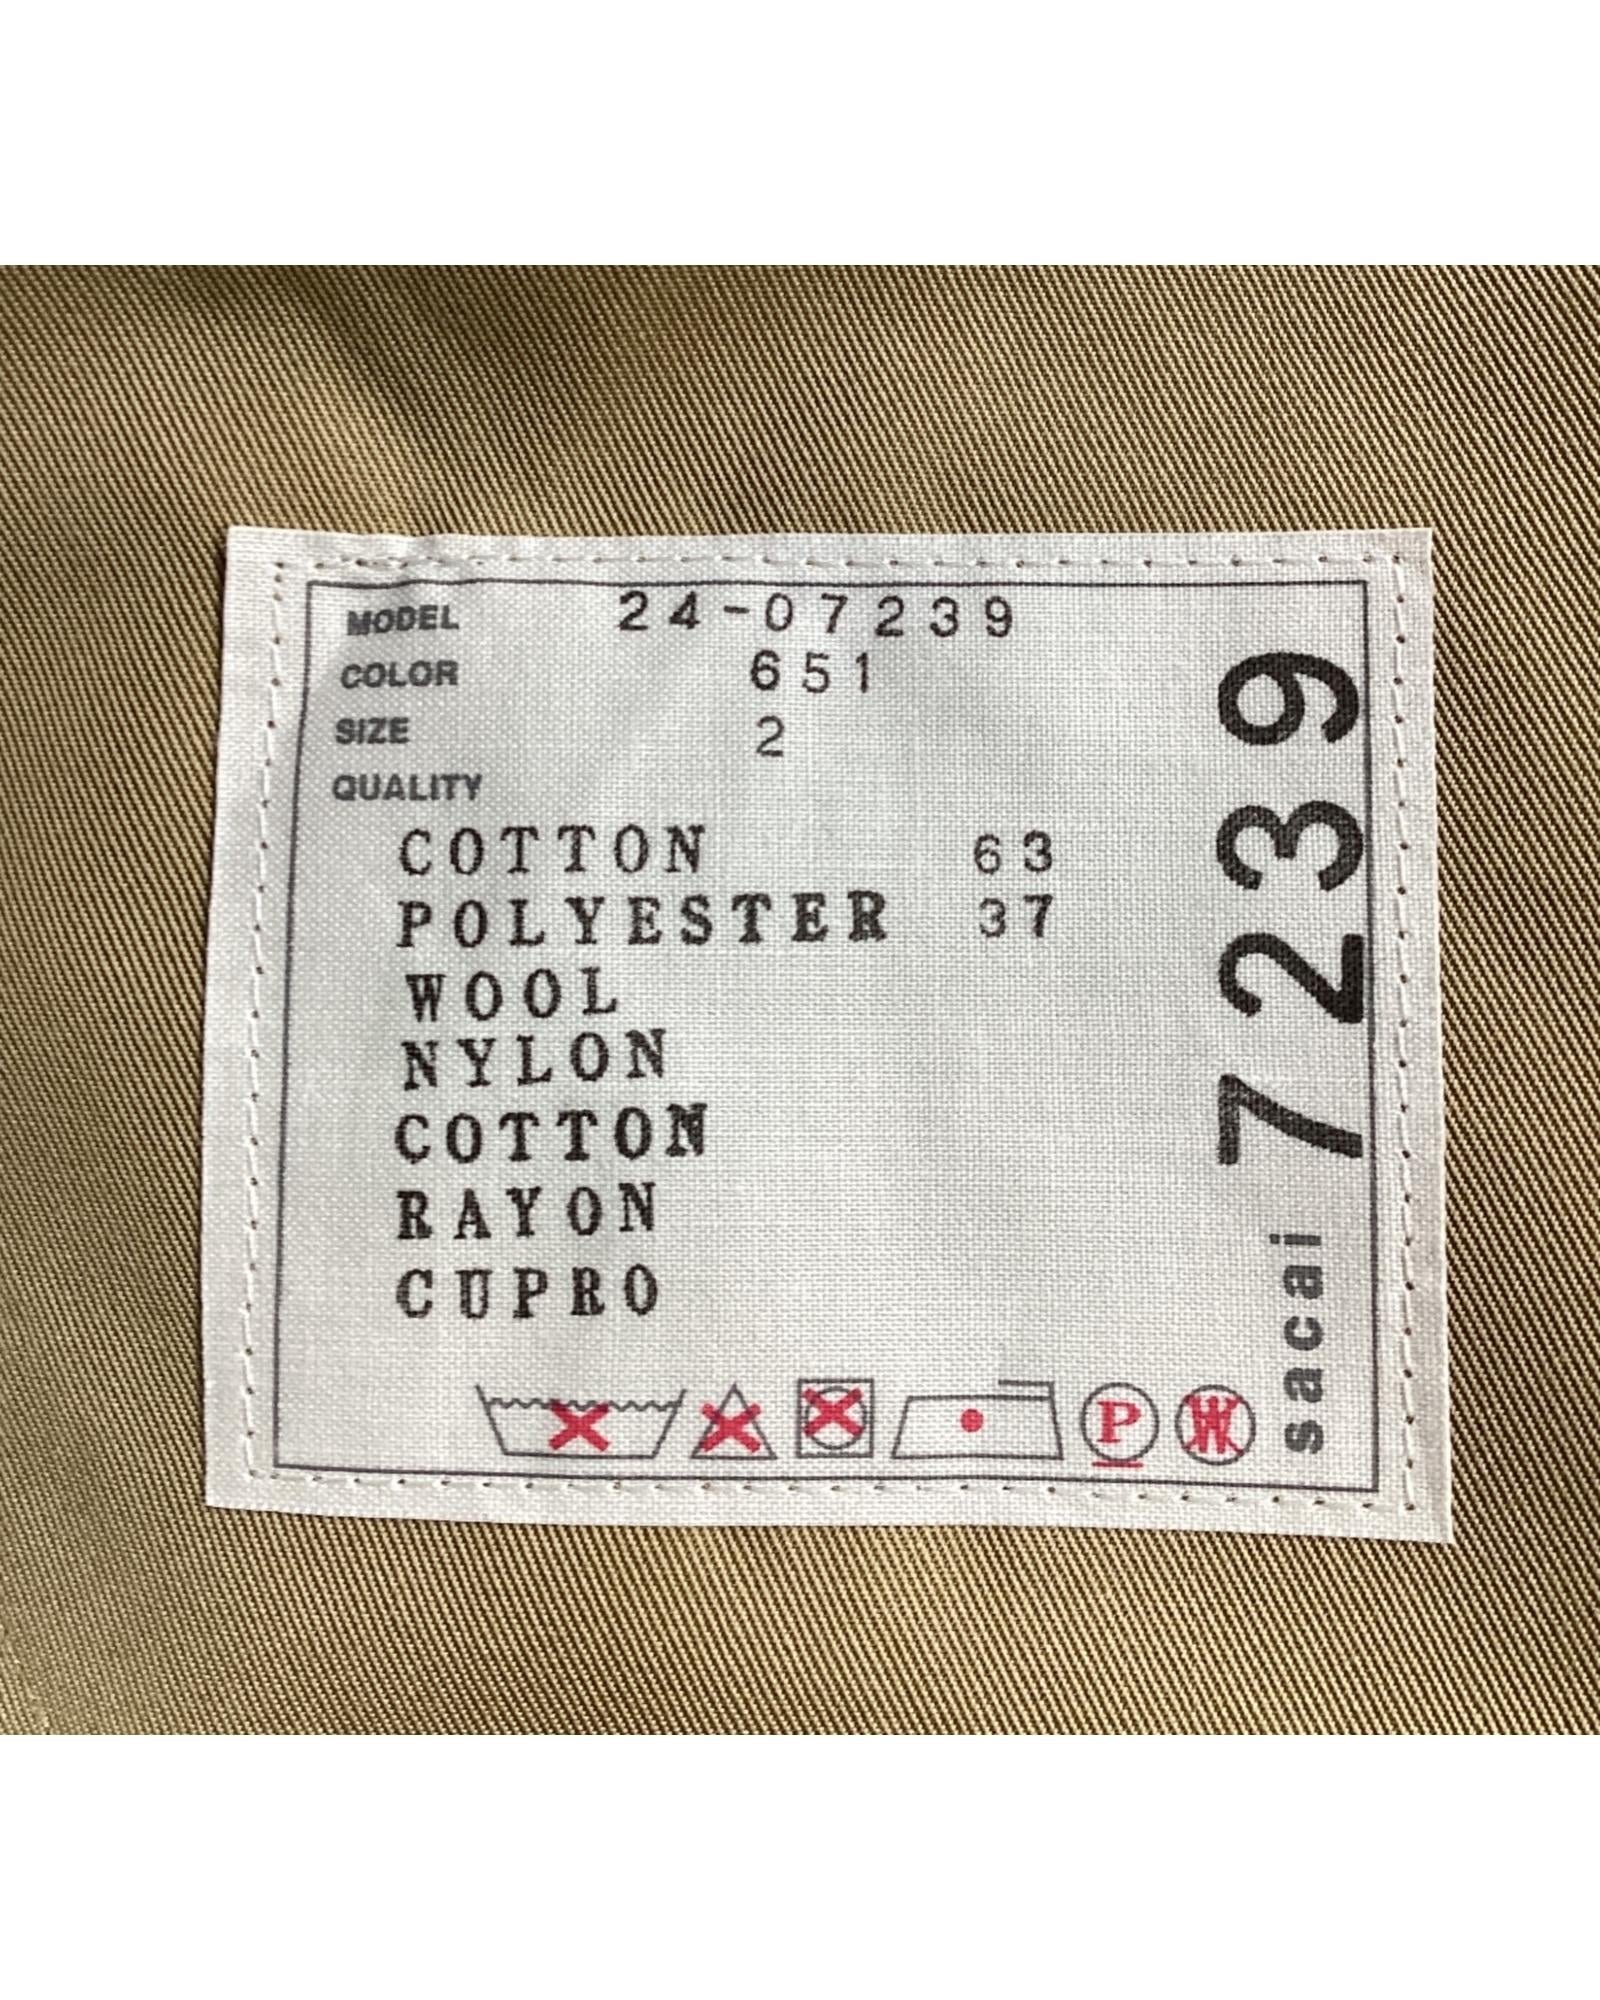 MODEL 24-07239
COLOR 651
SIZE 2
QUALITY
COTTON 63
POLYESTER 37
WOOL
NYLON
COTTON
RAYON
CUPRO
P W
sacai 7239